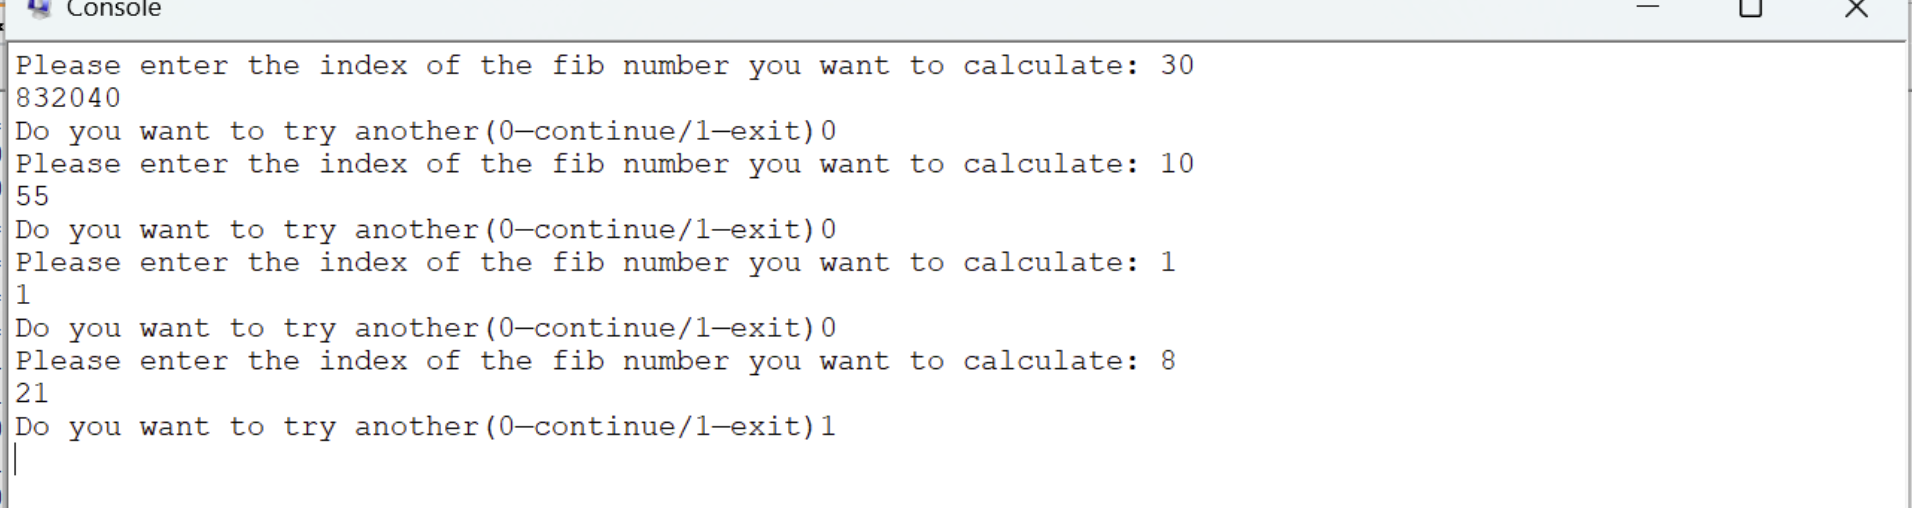 Console
Please enter the index of the fib number you want to calculate: 30
832040
Do you want to try another(0—continue/1—exit)0
Please enter the index of the fib number you want to calculate: 10
55
Do you want to try another(0—continue/1—exit)0
Please enter the index of the fib number you want to calculate: 1
1
Do you want to try another(0—continue/1—exit)0
Please enter the index of the fib number you want to calculate: 8
21
Do you want to try another(0—continue/1—exit)1